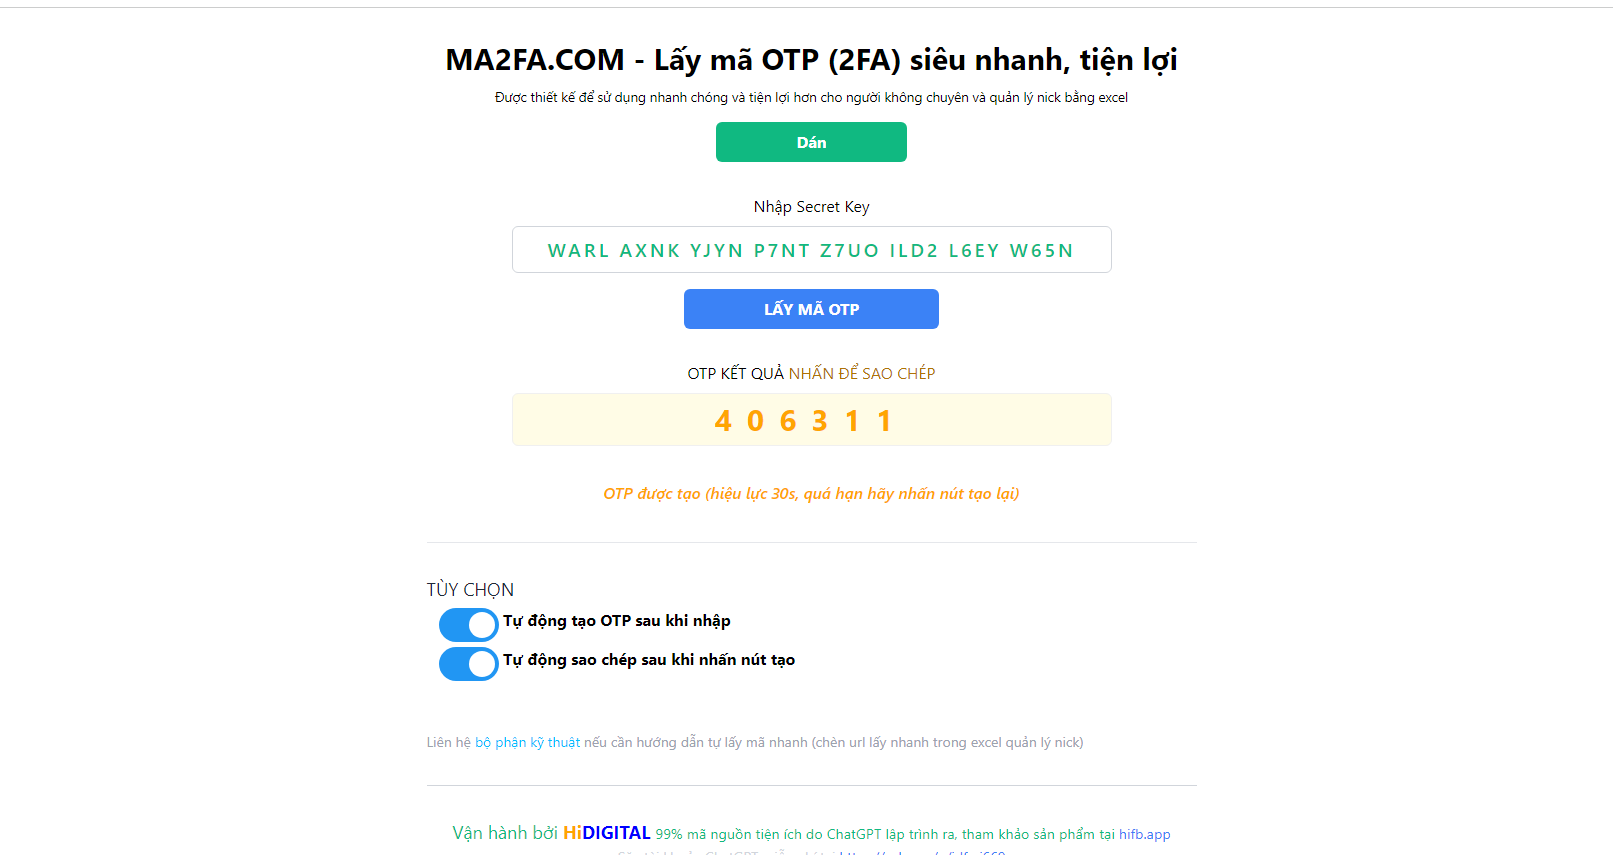 MA2FA.COM - Lấy mã OTP (2FA) siêu nhanh, tiện lợi
Được thiết kế để sử dụng nhanh chóng và tiện lợi hơn cho người không chuyên và quản lý nick bằng excel
Dán
Nhập Secret Key
WARL AXNK YJYN P7NT Z7UO ILD2 L6EY W65N
LẤY MÃ OTP
OTP KẾT QUẢ NHẤN ĐỂ SAO CHÉP
4 0 6 3 1 1
OTP được tạo (hiệu lực 30s, quá hạn hãy nhấn nút tạo lại)
TÙY CHỌN
Tự động tạo OTP sau khi nhập
Tự động sao chép sau khi nhấn nút tạo
Liên hệ bộ phận kỹ thuật nếu cần hướng dẫn tự lấy mã nhanh (chèn url lấy nhanh trong excel quản lý nick)
Vận hành bởi HiDIGITAL 99% mã nguồn tiện ích do ChatGPT lập trình ra, tham khảo sản phẩm tại hifb.app